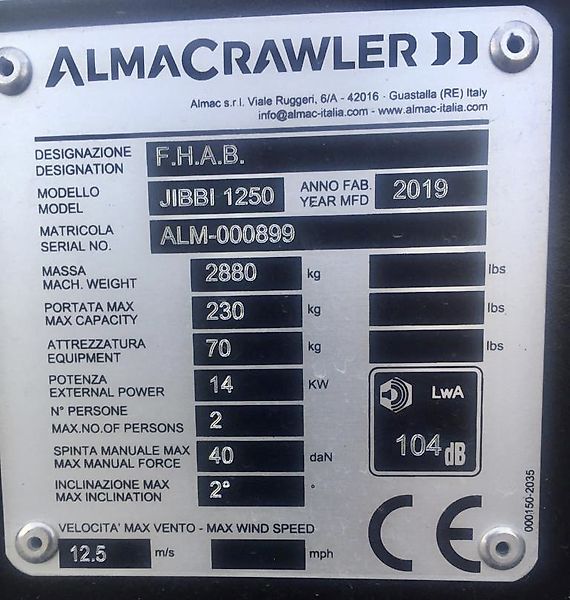 ALMACRAWLER
Almac s.r.l. Viale Ruggeri, 6/A - 42016 - Guastalla (RE) Italy
info@almac-italia.com - www.almac-italia.com
DESIGNAZIONE
DESIGNATION
F.H.A.B.
MODELLO
MODEL
JIBBI 1250
ANNO FAB.
YEAR MFD
2019
MATRICOLA
SERIAL NO.
ALM-000899
MASSA
MACH. WEIGHT
2880 kg lbs
PORTATA MAX
MAX CAPACITY
230 kg lbs
ATTREZZATURA
EQUIPMENT
70 kg lbs
POTENZA
EXTERNAL POWER
14 KW
N° PERSONE
MAX.NO.OF PERSONS
2
SPINTA MANUALE MAX
MAX MANUAL FORCE
40 daN
INCLINAZIONE MAX
MAX INCLINATION
2° °
LwA
104 dB
CE
000150-2035
VELOCITA' MAX VENTO - MAX WIND SPEED
12.5 m/s mph